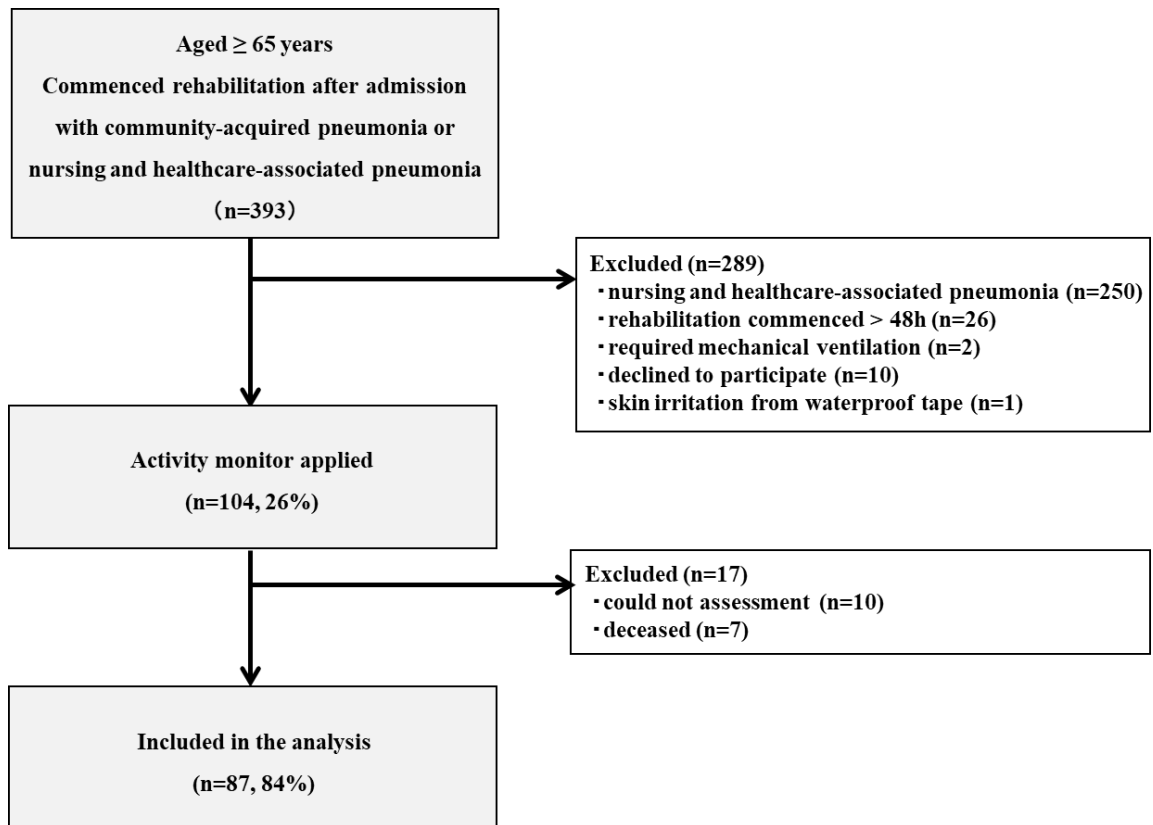 Aged ≥ 65 years
Commenced rehabilitation after admission
with community-acquired pneumonia or
nursing and healthcare-associated pneumonia
（n=393）
Excluded (n=289)
・nursing and healthcare-associated pneumonia (n=250)
・rehabilitation commenced > 48h (n=26)
・required mechanical ventilation (n=2)
・declined to participate (n=10)
・skin irritation from waterproof tape (n=1)
Activity monitor applied
(n=104, 26%)
Excluded (n=17)
・could not assessment (n=10)
・deceased (n=7)
Included in the analysis
(n=87, 84%)